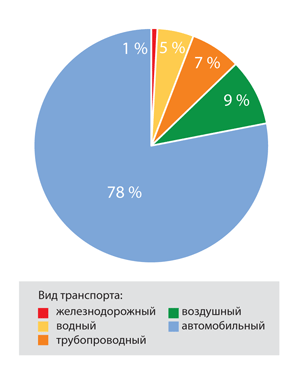 1 %
5 %
7 %
9 %
78 %
Вид транспорта:
железнодорожный
водный
трубопроводный
воздушный
автомобильный